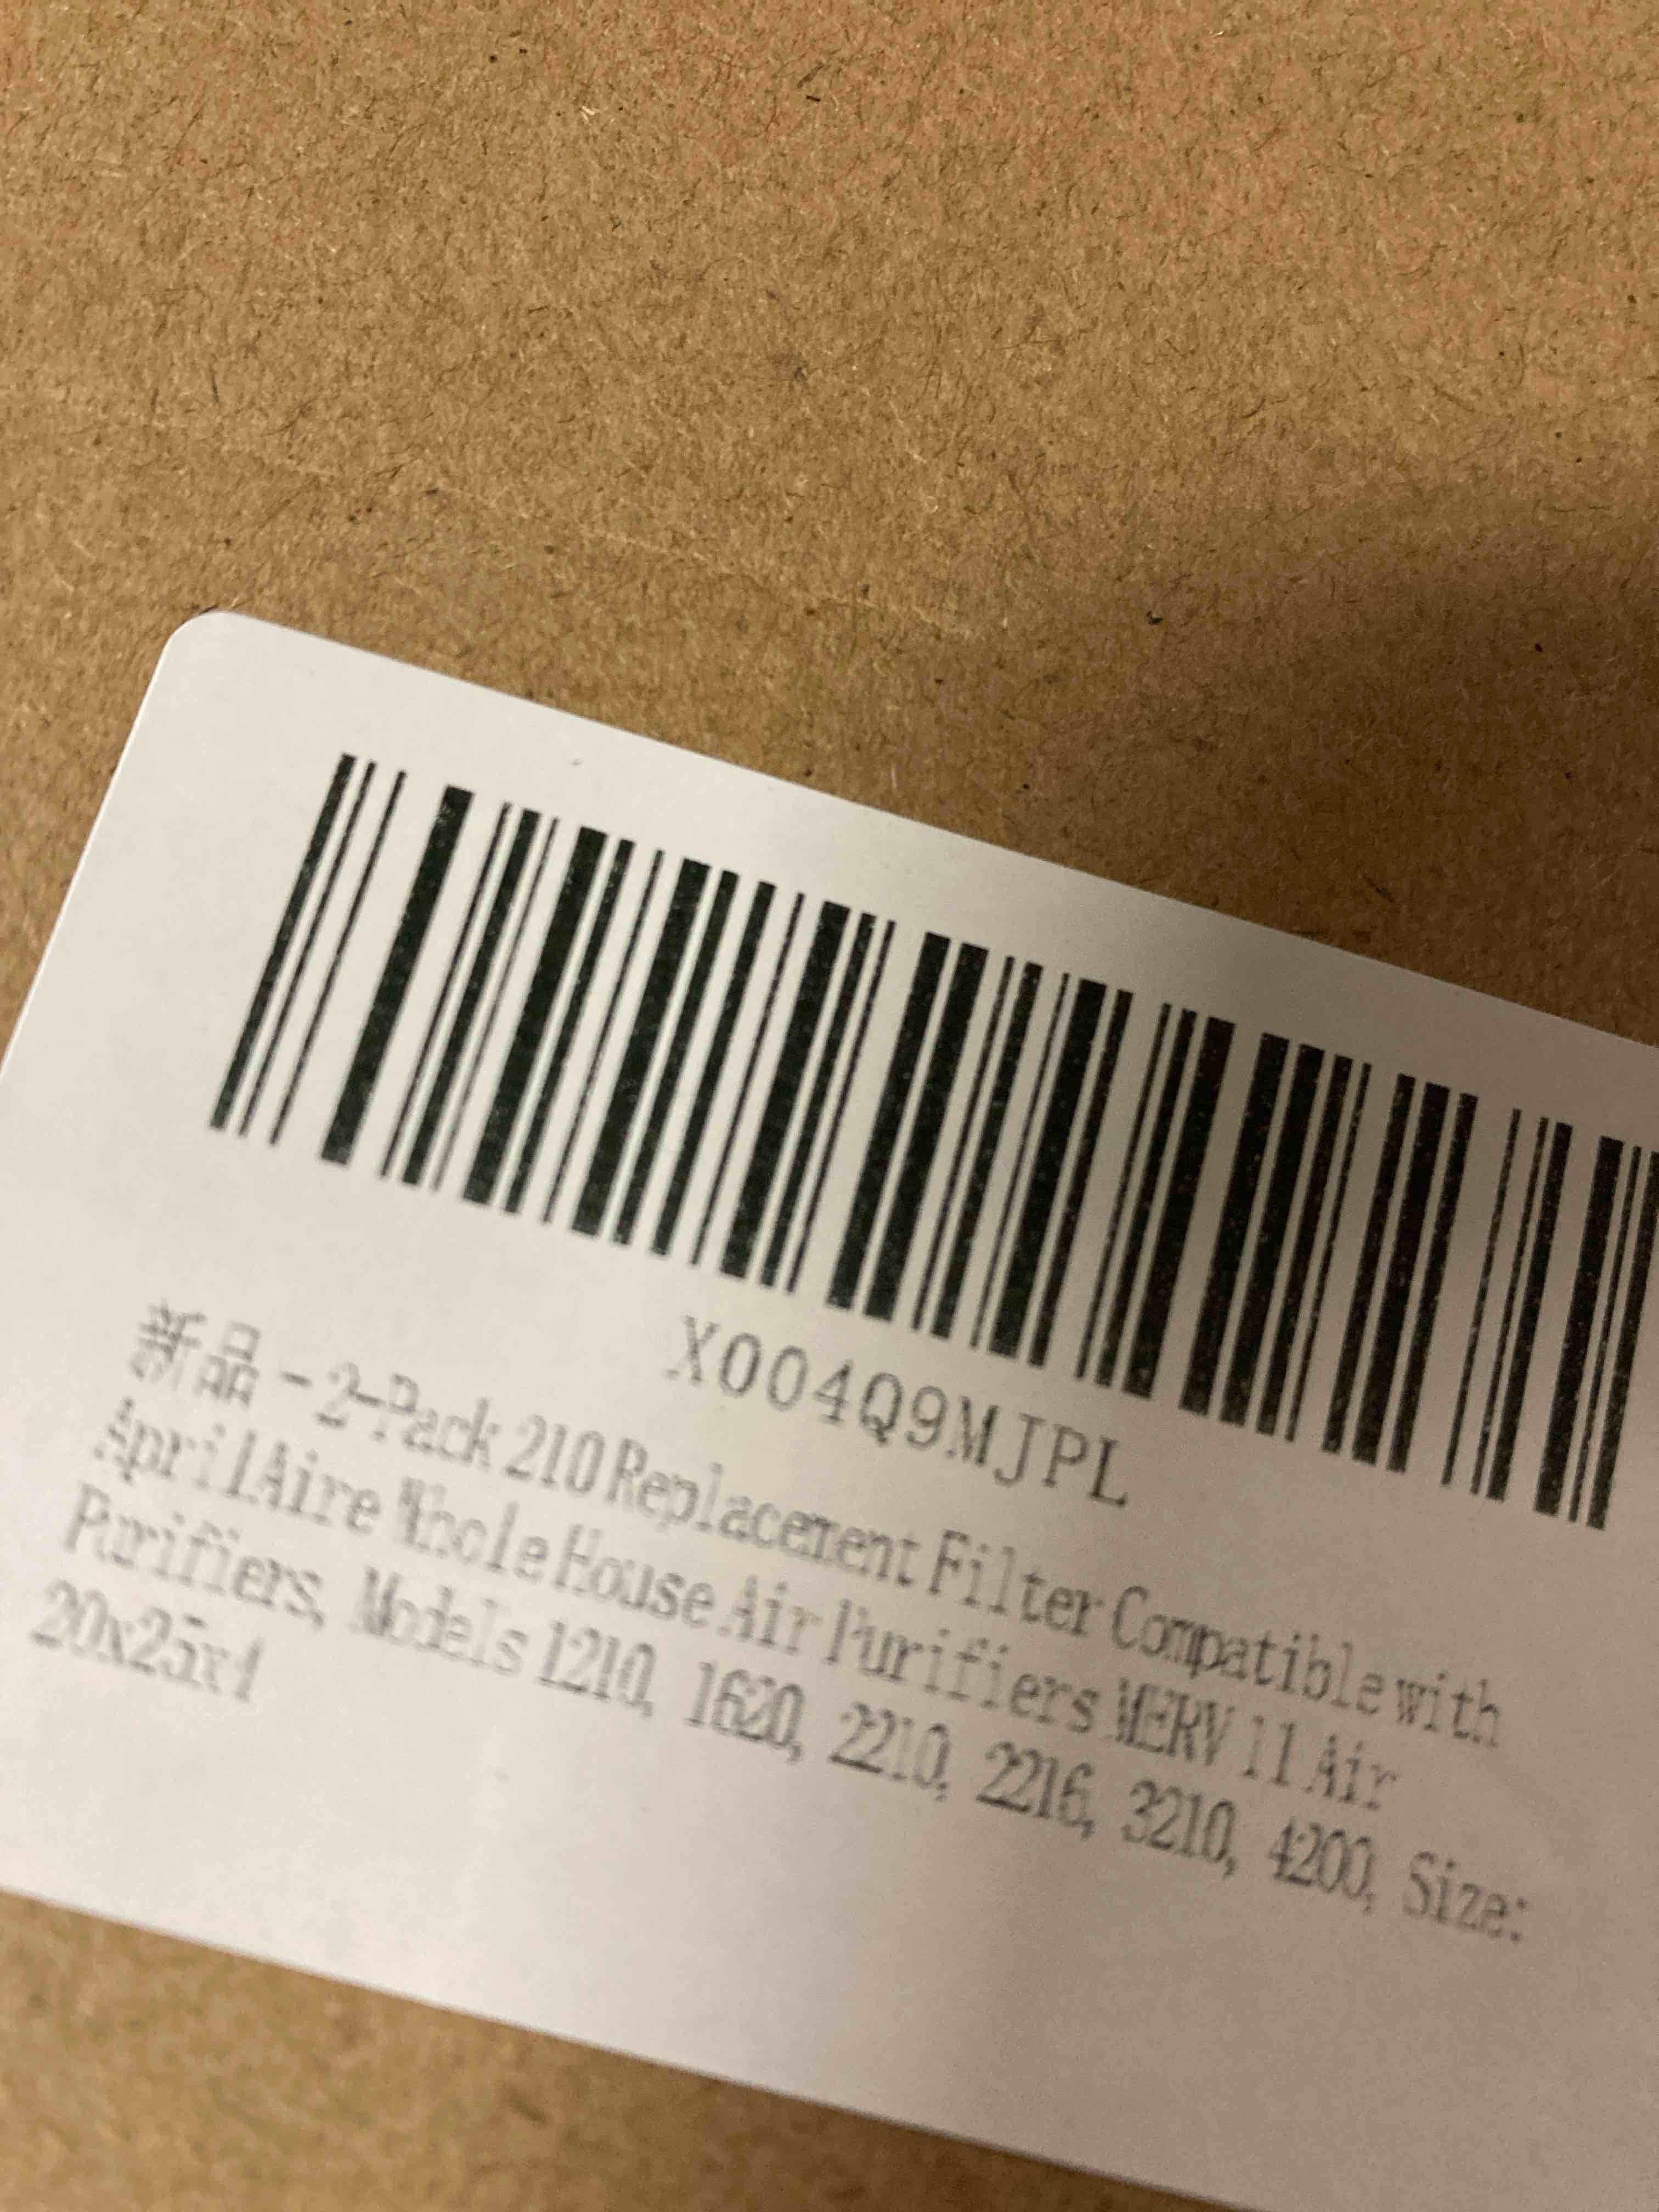 X004Q9MJPL
新品 - 2-Pack 210 Replacement Filter Compatible with
AprilAire Whole House Air Purifiers MERV 11 Air
Purifiers, Models 1210, 1620, 2210, 2216, 3210, 4200, Size:
20x25x4